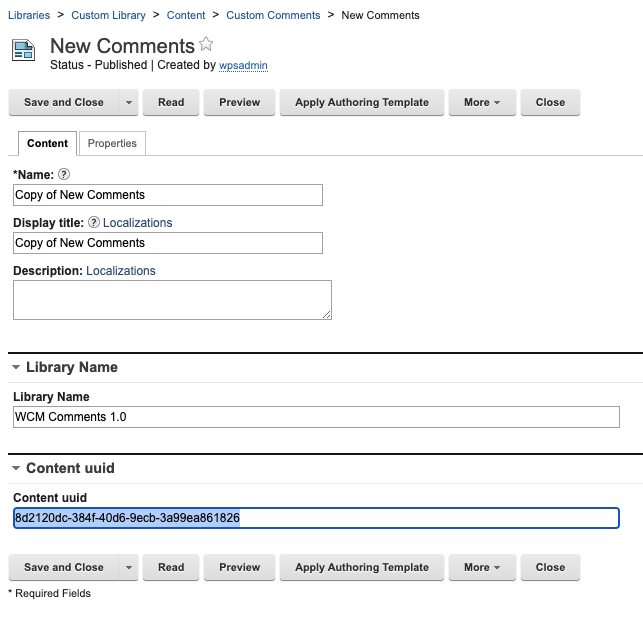 Libraries > Custom Library > Content > Custom Comments > New Comments
New Comments
Status - Published | Created by wpsadmin
Save and Close Read Preview Apply Authoring Template More Close
Content Properties
*Name: ?
Copy of New Comments
Display title: ? Localizations
Copy of New Comments
Description: Localizations
Library Name
Library Name
WCM Comments 1.0
Content uuid
Content uuid
8d2120dc-384f-40d6-9ecb-3a99ea861826
Save and Close Read Preview Apply Authoring Template More Close
* Required Fields